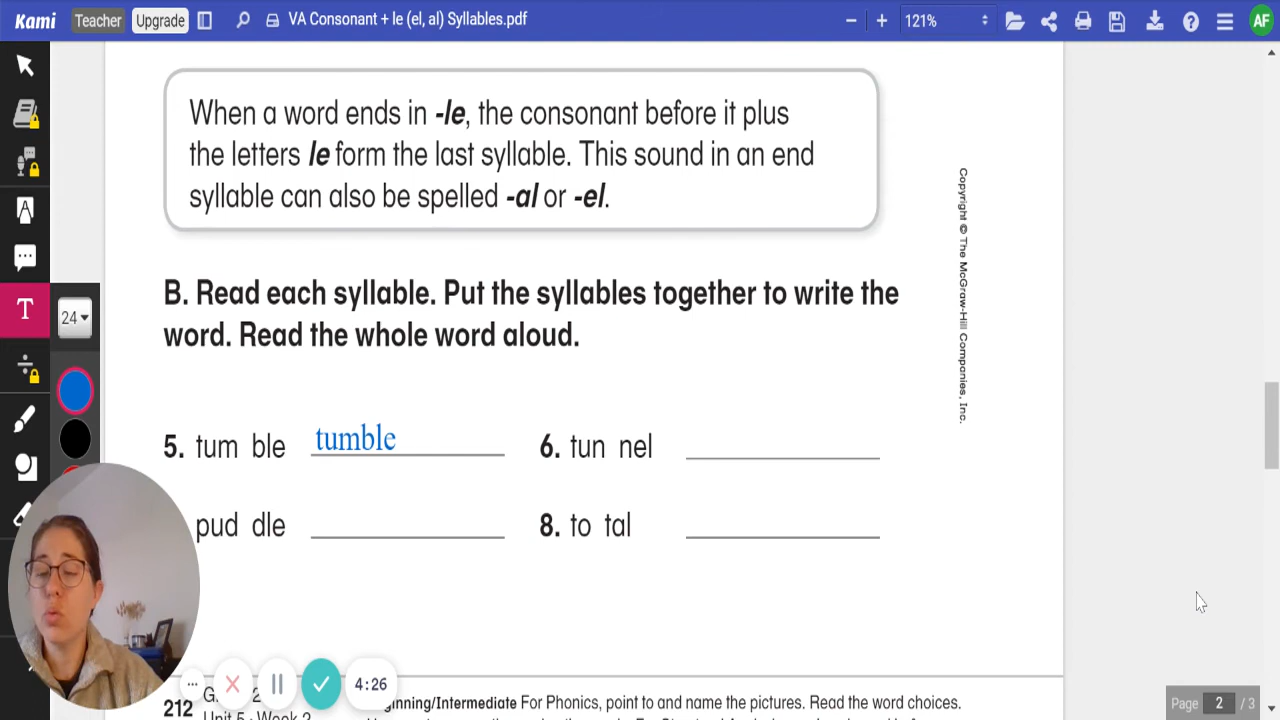 Kami Teacher Upgrade VA Consonant + le (el, al) Syllables.pdf 121% AF
When a word ends in -le, the consonant before it plus
the letters le form the last syllable. This sound in an end
syllable can also be spelled -al or -el.
Copyright © The McGraw-Hill Companies, Inc.
B. Read each syllable. Put the syllables together to write the
word. Read the whole word aloud.
T
24
5. tum ble tumble 6. tun nel
pud dle 8. to tal
4:26
212
Beginning/Intermediate For Phonics, point to and name the pictures. Read the word choices.
Unit 5 · Week 2
Page 2 / 3